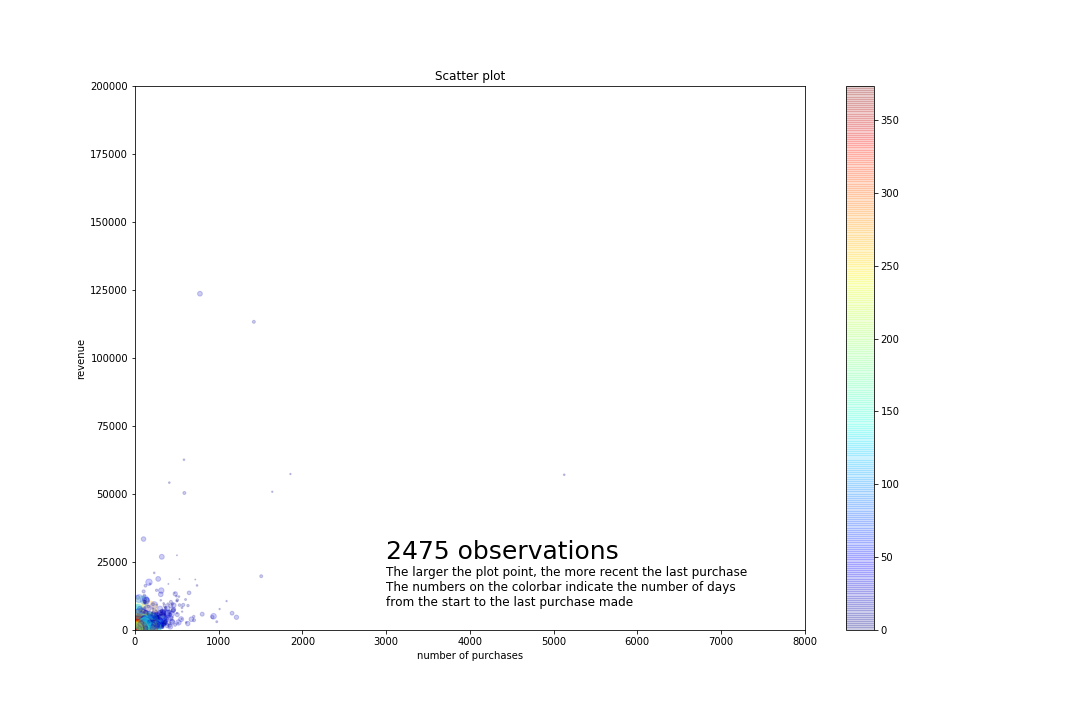 Scatter plot
200000
175000
150000
125000
100000
75000
50000
25000
0
revenue
2475 observations
The larger the plot point, the more recent the last purchase
The numbers on the colorbar indicate the number of days
from the start to the last purchase made
0 1000 2000 3000 4000 5000 6000 7000 8000
number of purchases
350
300
250
200
150
100
50
0